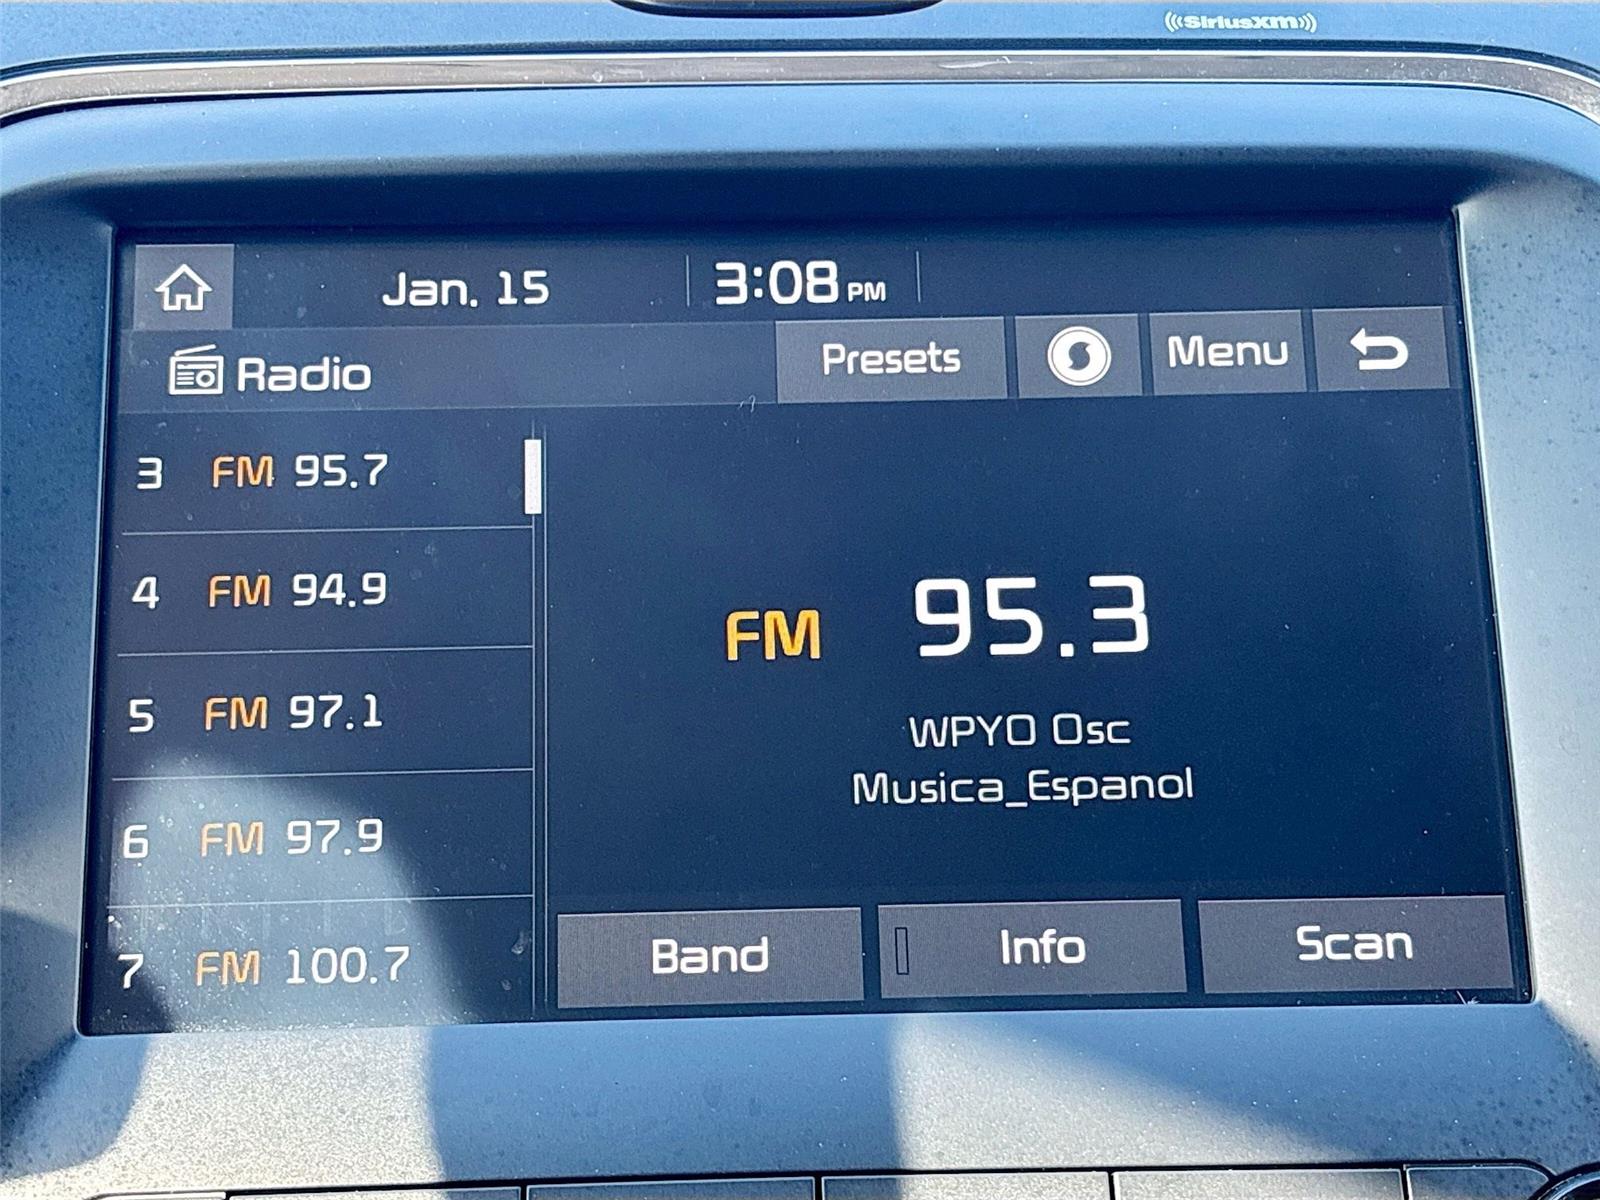 ((SiriusXM))
Jan. 15
3:08 PM
Radio
Presets
Menu
3 FM 95.7
4 FM 94.9
5 FM 97.1
6 FM 97.9
7 FM 100.7
FM 95.3
WPYO Osc
Musica_Espanol
Band
Info
Scan